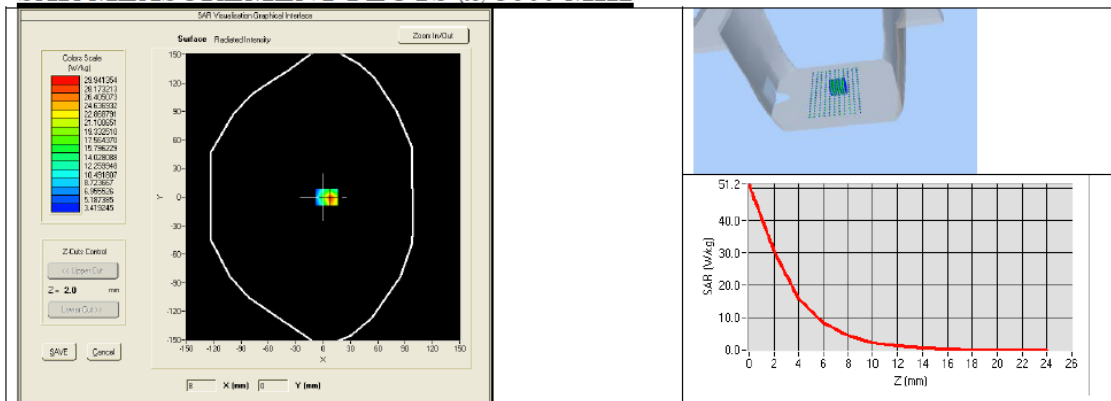 SAR Visualisation Graphical Interface
Surface Radiated Intensity
Zoom In/Out
Colors Scale
(W/kg)
29.941354
28.173213
26.405073
24.636932
22.868791
21.100651
19.332510
17.564370
15.796229
14.028088
12.259948
10.491807
8.723667
6.955526
5.187385
3.419245
Z-Cuts Control
<< Upper Cut
Z = 2.0 mm
Lower Cut >>
SAVE Cancel
150-
120-
90-
60-
30-
Y 0-
-30-
-60-
-90-
-120-
-150-
-150 -120 -90 -60 -30 0 30 60 90 120 150
X
8 X (mm) 0 Y (mm)
51.2-
40.0-
30.0-
20.0-
10.0-
0.0-
SAR (W/kg)
0 2 4 6 8 10 12 14 16 18 20 22 24 26
Z (mm)